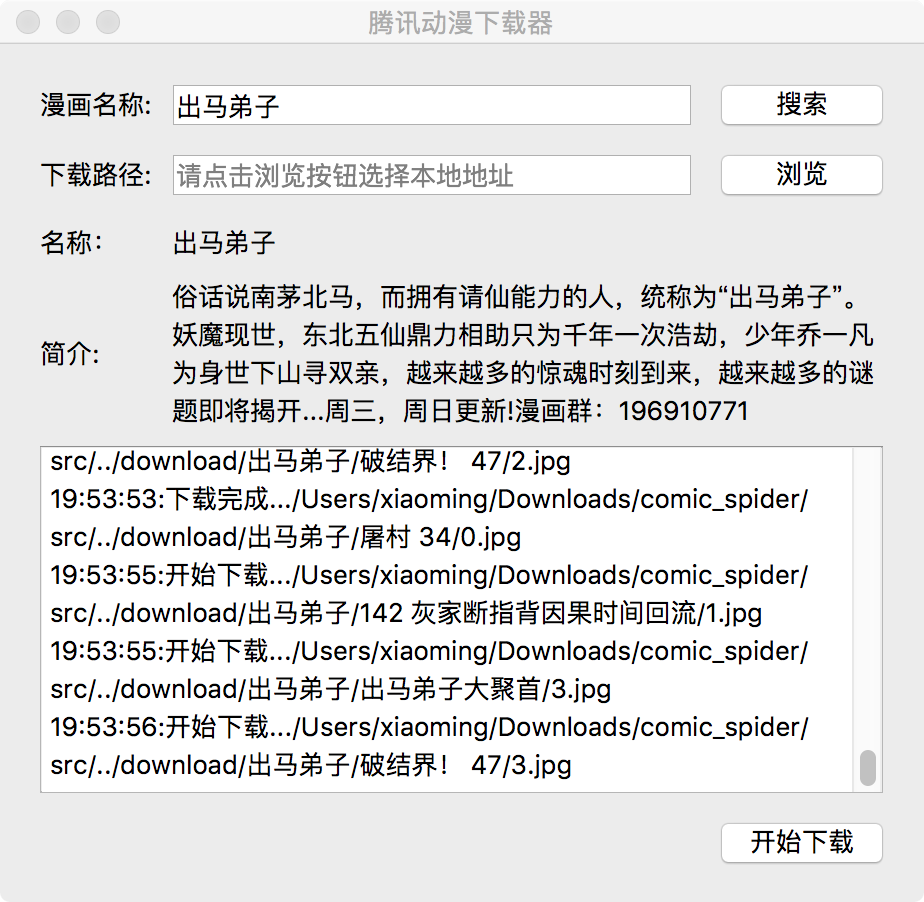 腾讯动漫下载器
漫画名称: 出马弟子 搜索
下载路径: 请点击浏览按钮选择本地地址 浏览
名称： 出马弟子
简介:
俗话说南茅北马，而拥有请仙能力的人，统称为“出马弟子”。
妖魔现世，东北五仙鼎力相助只为千年一次浩劫，少年乔一凡
为身世下山寻双亲，越来越多的惊魂时刻到来，越来越多的谜
题即将揭开...周三，周日更新!漫画群：196910771
src/../download/出马弟子/破结界！ 47/2.jpg
19:53:53:下载完成.../Users/xiaoming/Downloads/comic_spider/
src/../download/出马弟子/屠村 34/0.jpg
19:53:55:开始下载.../Users/xiaoming/Downloads/comic_spider/
src/../download/出马弟子/142 灰家断指背因果时间回流/1.jpg
19:53:55:开始下载.../Users/xiaoming/Downloads/comic_spider/
src/../download/出马弟子/出马弟子大聚首/3.jpg
19:53:56:开始下载.../Users/xiaoming/Downloads/comic_spider/
src/../download/出马弟子/破结界！ 47/3.jpg
开始下载